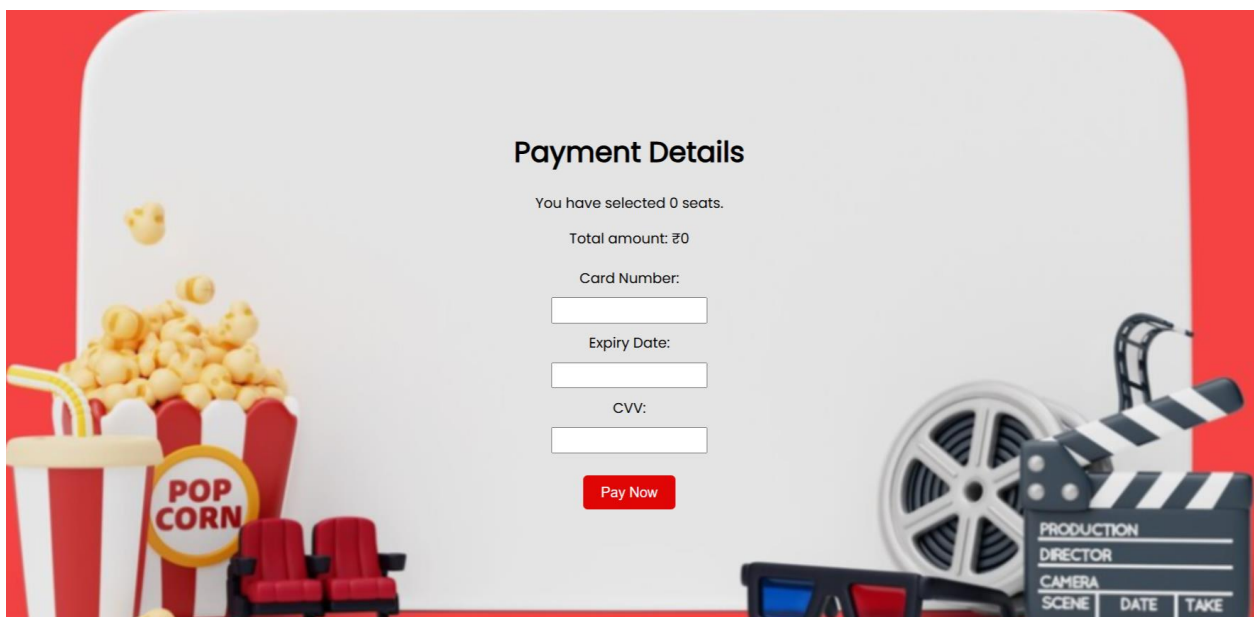 Payment Details
You have selected 0 seats.
Total amount: ₹0
Card Number:
Expiry Date:
CVV:
Pay Now
POP
CORN
PRODUCTION
DIRECTOR
CAMERA
SCENE DATE TAKE